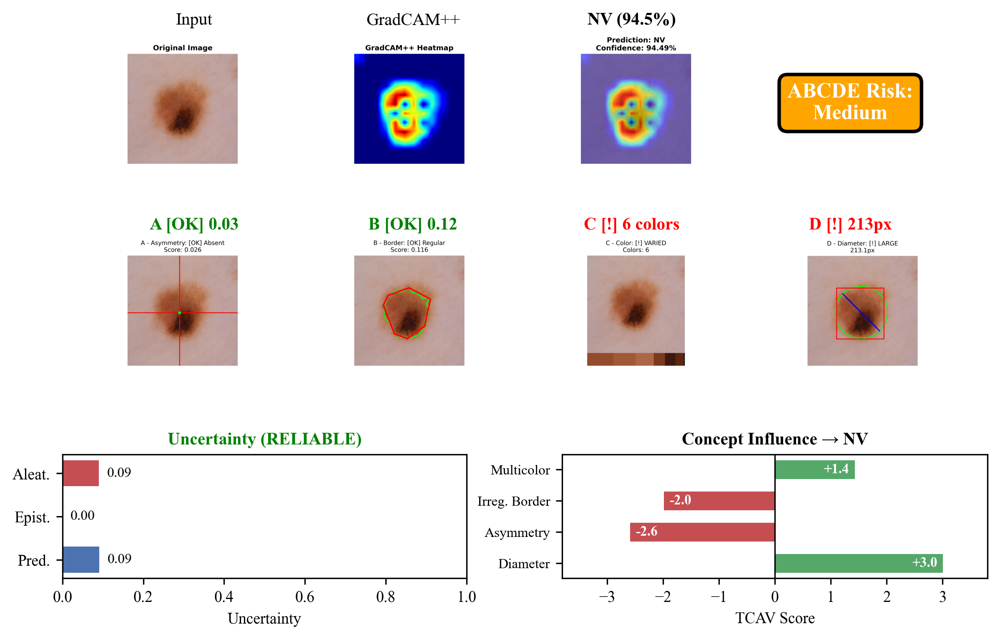 Input
GradCAM++
NV (94.5%)
Original Image
GradCAM++ Heatmap
Prediction: NV
Confidence: 94.49%
ABCDE Risk:
Medium
A [OK] 0.03
B [OK] 0.12
C [!] 6 colors
D [!] 213px
A - Asymmetry: [OK] Absent
Score: 0.026
B - Border: [OK] Regular
Score: 0.116
C - Color: [!] VARIED
Colors: 6
D - Diameter: [!] LARGE
213.1px
Uncertainty (RELIABLE)
Aleat.
0.09
Epist.
0.00
Pred.
0.09
0.0 0.2 0.4 0.6 0.8 1.0
Uncertainty
Concept Influence → NV
Multicolor
+1.4
Irreg. Border
-2.0
Asymmetry
-2.6
Diameter
+3.0
−3 −2 −1 0 1 2 3
TCAV Score